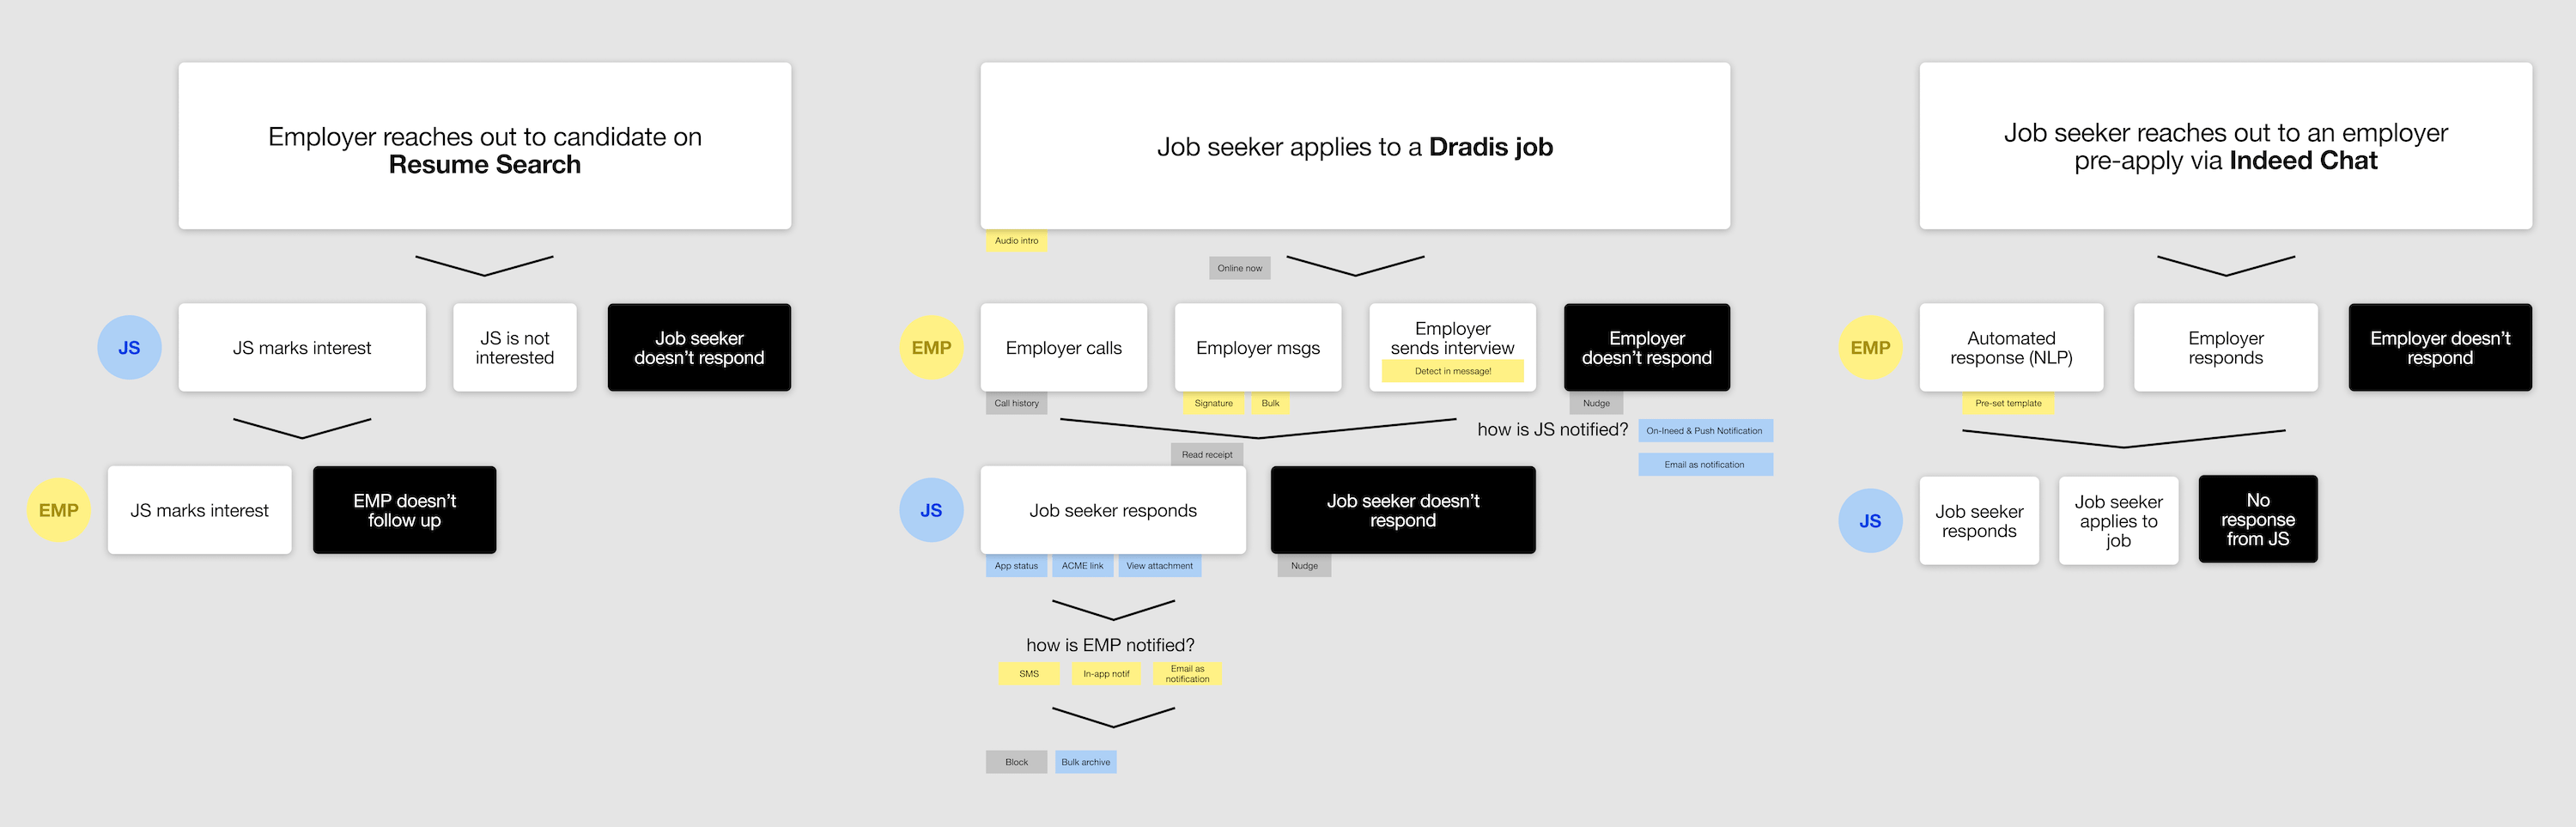 Employer reaches out to candidate on
Resume Search
JS
JS marks interest
JS is not
interested
Job seeker
doesn't respond
EMP
JS marks interest
EMP doesn't
follow up
Job seeker applies to a Dradis job
Audio intro
Online now
EMP
Employer calls
Employer msgs
Employer
sends interview
Detect in message!
Employer
doesn't respond
Call history
Signature
Bulk
Nudge
how is JS notified?
On-Ineed & Push Notification
Email as notification
Read receipt
JS
Job seeker responds
Job seeker doesn't
respond
App status
ACME link
View attachment
Nudge
how is EMP notified?
SMS
In-app notif
Email as
notification
Block
Bulk archive
Job seeker reaches out to an employer
pre-apply via Indeed Chat
EMP
Automated
response (NLP)
Employer
responds
Employer doesn't
respond
Pre-set template
JS
Job seeker
responds
Job seeker
applies to
job
No
response
from JS